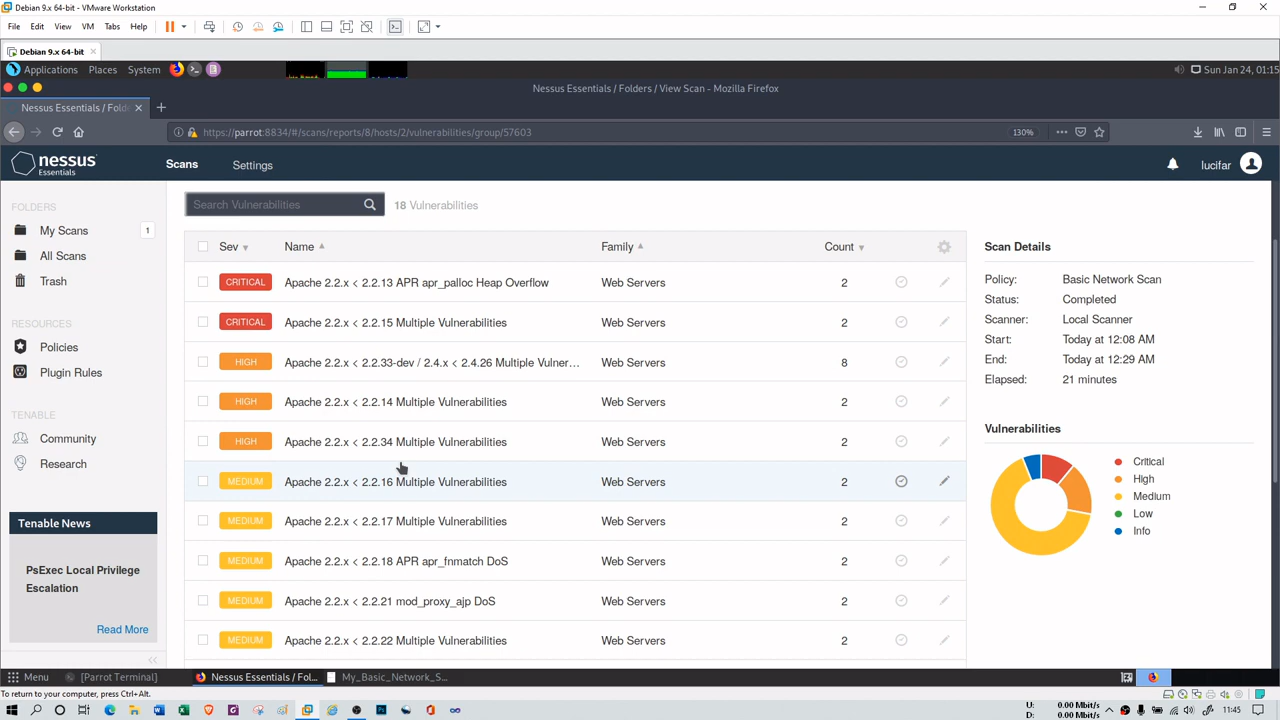 Debian 9.x 64-bit - VMware Workstation
File Edit View VM Tabs Help
Debian 9.x 64-bit
Applications Places System Sun Jan 24, 01:15
Nessus Essentials / Folders / View Scan - Mozilla Firefox
Nessus Essentials / Fold
https://parrot:8834/#/scans/reports/8/hosts/2/vulnerabilities/group/57603 130%
nessus Essentials Scans Settings lucifar
Search Vulnerabilities 18 Vulnerabilities
FOLDERS
My Scans 1
All Scans
Trash
RESOURCES
Policies
Plugin Rules
TENABLE
Community
Research
Tenable News
PsExec Local Privilege
Escalation
Read More
Sev Name Family Count
CRITICAL Apache 2.2.x < 2.2.13 APR apr_palloc Heap Overflow Web Servers 2
CRITICAL Apache 2.2.x < 2.2.15 Multiple Vulnerabilities Web Servers 2
HIGH Apache 2.2.x < 2.2.33-dev / 2.4.x < 2.4.26 Multiple Vulner... Web Servers 8
HIGH Apache 2.2.x < 2.2.14 Multiple Vulnerabilities Web Servers 2
HIGH Apache 2.2.x < 2.2.34 Multiple Vulnerabilities Web Servers 2
MEDIUM Apache 2.2.x < 2.2.16 Multiple Vulnerabilities Web Servers 2
MEDIUM Apache 2.2.x < 2.2.17 Multiple Vulnerabilities Web Servers 2
MEDIUM Apache 2.2.x < 2.2.18 APR apr_fnmatch DoS Web Servers 2
MEDIUM Apache 2.2.x < 2.2.21 mod_proxy_ajp DoS Web Servers 2
MEDIUM Apache 2.2.x < 2.2.22 Multiple Vulnerabilities Web Servers 2
Scan Details
Policy: Basic Network Scan
Status: Completed
Scanner: Local Scanner
Start: Today at 12:08 AM
End: Today at 12:29 AM
Elapsed: 21 minutes
Vulnerabilities
Critical
High
Medium
Low
Info
Menu [Parrot Terminal] Nessus Essentials / Fol... My_Basic_Network_S...
To return to your computer, press Ctrl+Alt.
U: 0.00 Mbit/s
D: 0.00 Mbit/s
11:45